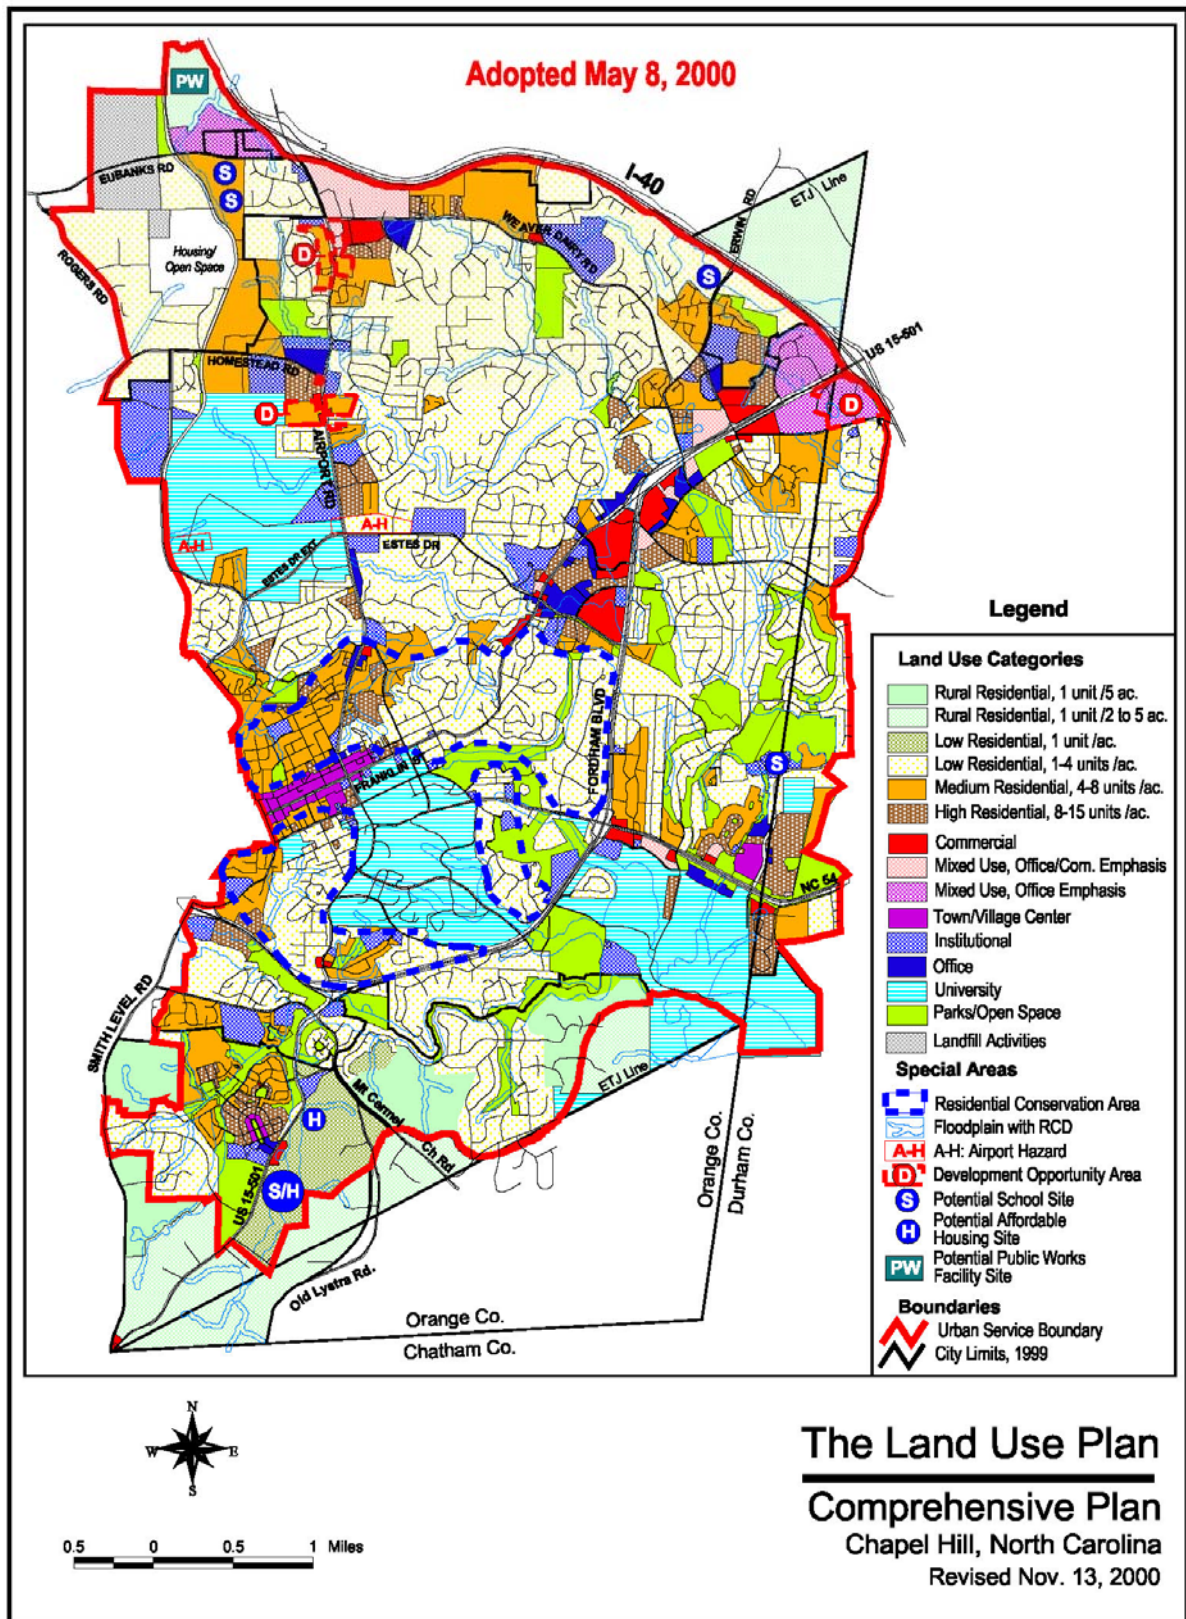 Adopted May 8, 2000
PW
I-40
EUBANKS RD
S
S
ERWIN RD
ETJ Line
WEAVER DAIRY RD
Housing/
Open Space
D
S
ROGERS RD
US 15-501
HOMESTEAD RD
D
D
AIRPORT RD
A-H
A-H
ESTES DR
ESTES DR EXT
FORDHAM BLVD
S
FRANKLIN
NC 54
SMITH LEVEL RD
ETJ Line
Mt Carmel
Ch Rd
H
US 15-501
S/H
Orange Co.
Durham Co.
Old Lystra Rd.
Orange Co.
Chatham Co.
Legend
Land Use Categories
Rural Residential, 1 unit /5 ac.
Rural Residential, 1 unit /2 to 5 ac.
Low Residential, 1 unit /ac.
Low Residential, 1-4 units /ac.
Medium Residential, 4-8 units /ac.
High Residential, 8-15 units /ac.
Commercial
Mixed Use, Office/Com. Emphasis
Mixed Use, Office Emphasis
Town/Village Center
Institutional
Office
University
Parks/Open Space
Landfill Activities
Special Areas
Residential Conservation Area
Floodplain with RCD
A-H A-H: Airport Hazard
D Development Opportunity Area
S Potential School Site
H Potential Affordable
Housing Site
PW Potential Public Works
Facility Site
Boundaries
Urban Service Boundary
City Limits, 1999
N
W E
S
0.5 0 0.5 1 Miles
The Land Use Plan
Comprehensive Plan
Chapel Hill, North Carolina
Revised Nov. 13, 2000